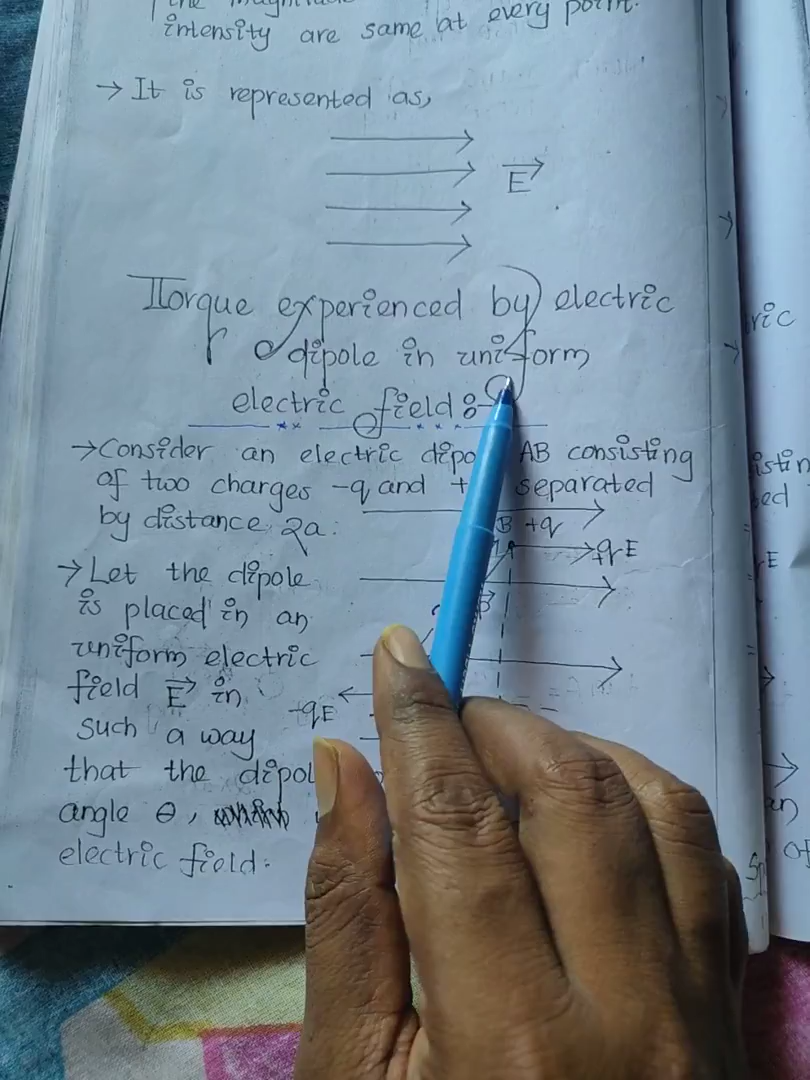 the
intensity are same at every point.
→ It is represented as,
E
Torque experienced by electric
dipole in uniform
electric field :-
→ Consider an electric AB consisting
of two charges -q and + separated
by distance 2a.
B +q
→ Let the dipole
qE
is placed in an
uniform electric
field E in
-qE
such a way
that the
angle θ,
electric field.